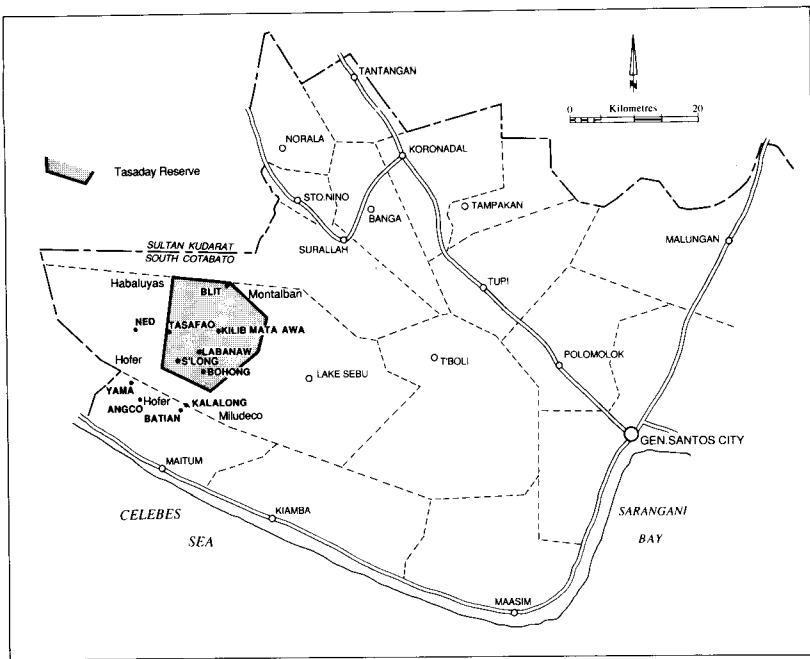 TANTANGAN
N
Kilometres
0 20
NORALA
KORONADAL
Tasaday Reserve
STO.NINO
BANGA
TAMPAKAN
SURALLAH
MALUNGAN
SULTAN KUDARAT
SOUTH COTABATO
Habaluyas
BLIT
Montalban
TUPI
NED
TASAFAO
KILIB MATA AWA
LABANAW
S'LONG
BOHONG
T'BOLI
POLOMOLOK
Hofer
LAKE SEBU
YAMA
Hofer
KALALONG
ANGCO
BATIAN
Miludeco
GEN.SANTOS CITY
MAITUM
CELEBES
SEA
KIAMBA
SARANGANI
BAY
MAASIM